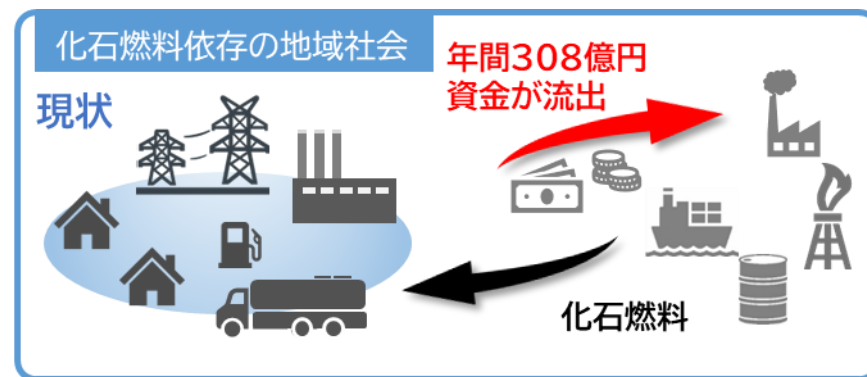 化石燃料依存の地域社会
現状
年間308億円
資金が流出
化石燃料